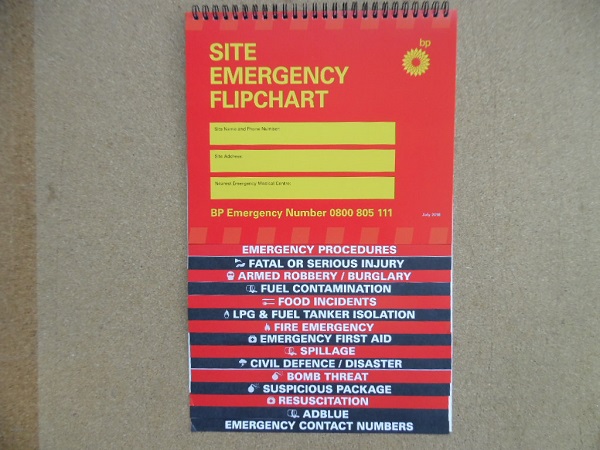 bp
SITE
EMERGENCY
FLIPCHART
Site Name and Phone Number
Site Address
Nearest Emergency Medical Centre
BP Emergency Number 0800 805 111
EMERGENCY PROCEDURES
FATAL OR SERIOUS INJURY
ARMED ROBBERY / BURGLARY
FUEL CONTAMINATION
FOOD INCIDENTS
LPG & FUEL TANKER ISOLATION
FIRE EMERGENCY
EMERGENCY FIRST AID
SPILLAGE
CIVIL DEFENCE / DISASTER
BOMB THREAT
SUSPICIOUS PACKAGE
RESUSCITATION
ADBLUE
EMERGENCY CONTACT NUMBERS